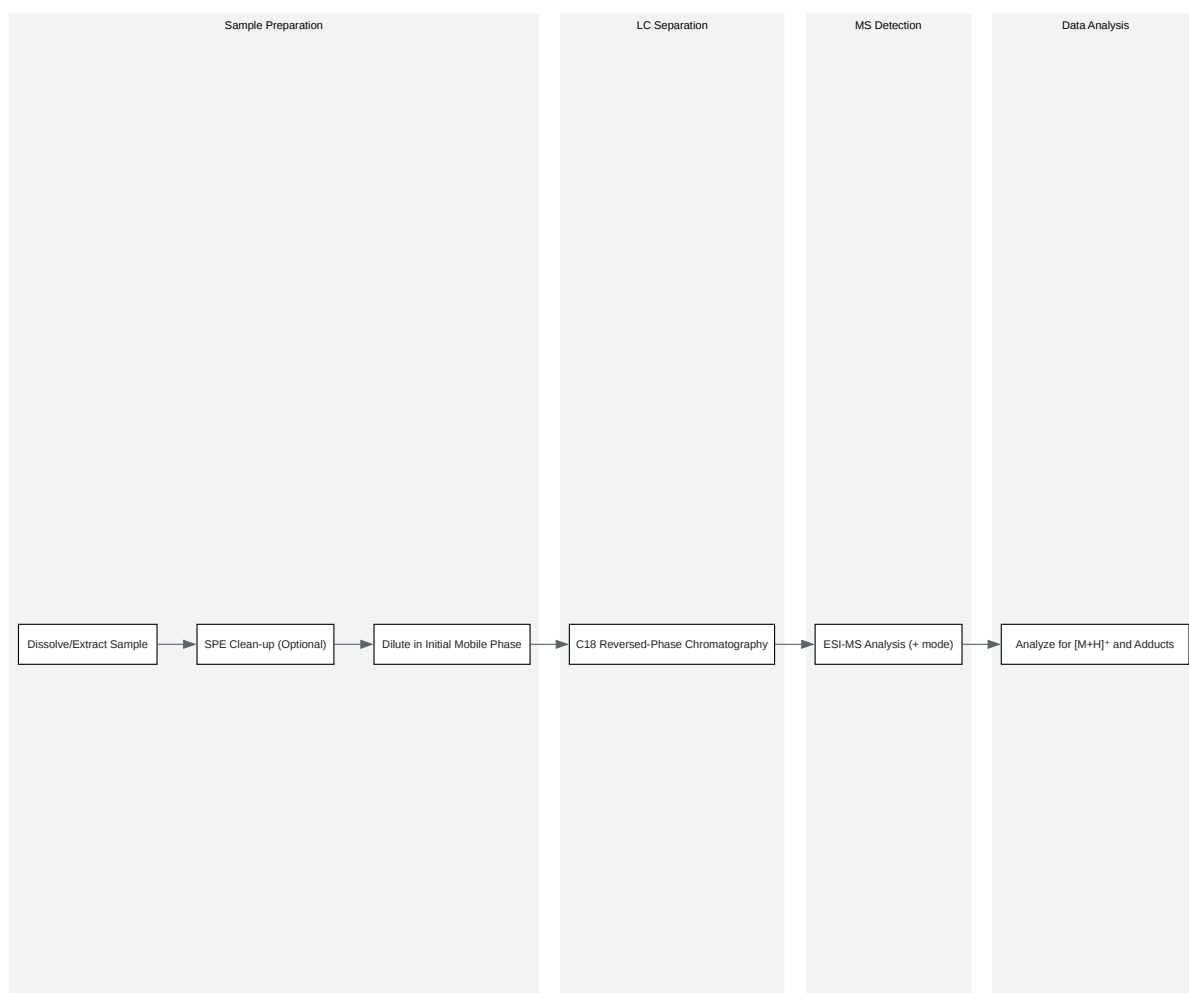 Sample Preparation
LC Separation
MS Detection
Data Analysis
Dissolve/Extract Sample
SPE Clean-up (Optional)
Dilute in Initial Mobile Phase
C18 Reversed-Phase Chromatography
ESI-MS Analysis (+ mode)
Analyze for [M+H]⁺ and Adducts